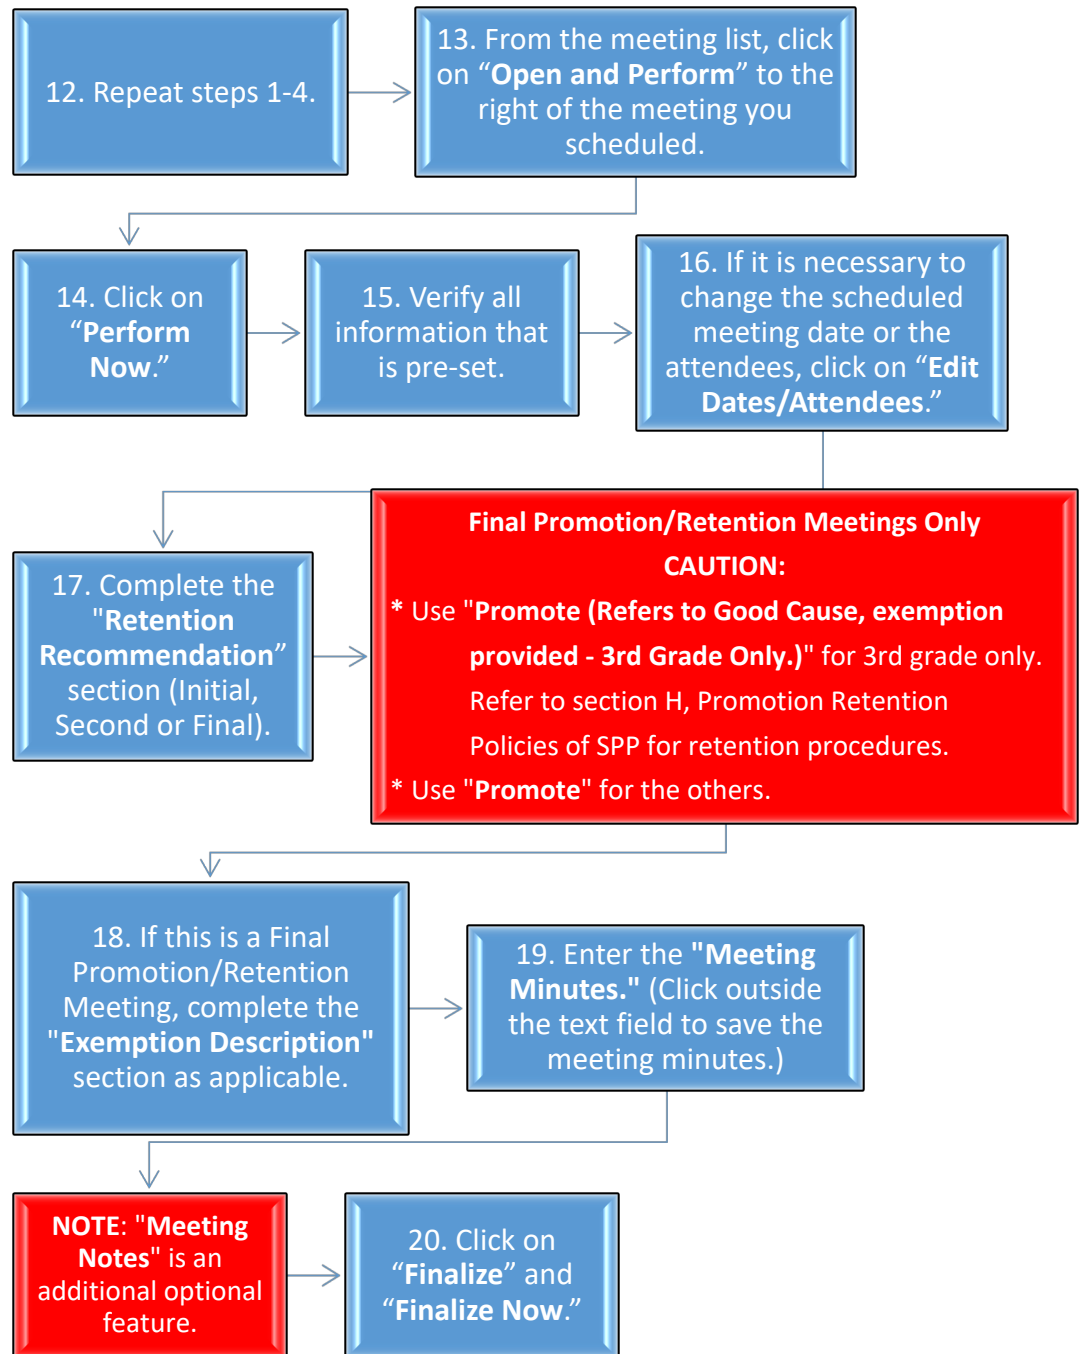 12. Repeat steps 1-4.
13. From the meeting list, click
on “Open and Perform” to the
right of the meeting you
scheduled.
14. Click on
“Perform
Now.”
15. Verify all
information that
is pre-set.
16. If it is necessary to
change the scheduled
meeting date or the
attendees, click on “Edit
Dates/Attendees.”
17. Complete the
"Retention
Recommendation”
section (Initial,
Second or Final).
Final Promotion/Retention Meetings Only
CAUTION:
* Use "Promote (Refers to Good Cause, exemption
provided - 3rd Grade Only.)" for 3rd grade only.
Refer to section H, Promotion Retention
Policies of SPP for retention procedures.
* Use "Promote" for the others.
18. If this is a Final
Promotion/Retention
Meeting, complete the
"Exemption Description"
section as applicable.
19. Enter the "Meeting
Minutes." (Click outside
the text field to save the
meeting minutes.)
NOTE: "Meeting
Notes" is an
additional optional
feature.
20. Click on
“Finalize” and
“Finalize Now.”